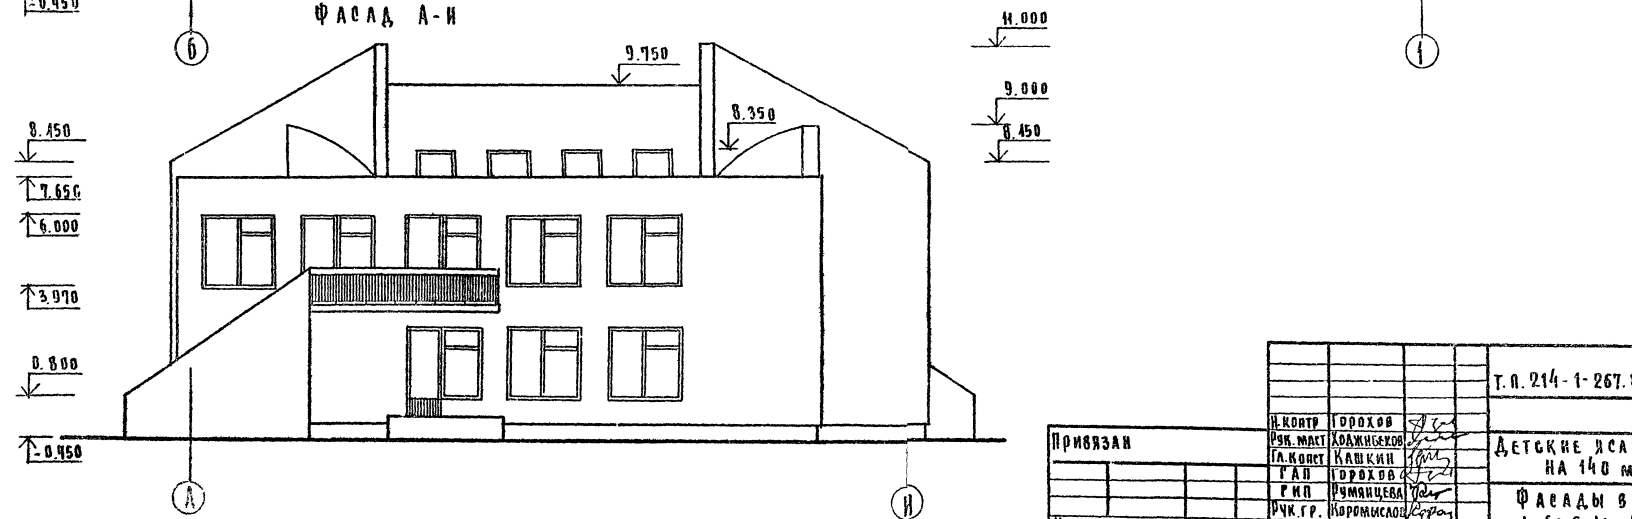 -0.450
ФАСАД А-И
Б
1
11.000
9.750
9.000
8.450
8.350
8.450
7.650
6.000
3.970
0.800
-0.450
А
И
Т.П. 214-1-267.
Привязан
Н.контр Горохов
Рук.маст Ходжибеков
Гл.конст Кашкин
ГАП Горохов
ГИП Румянцева
Рук.гр. Коромыслов
Детские яса
на 140 м
Фасады в